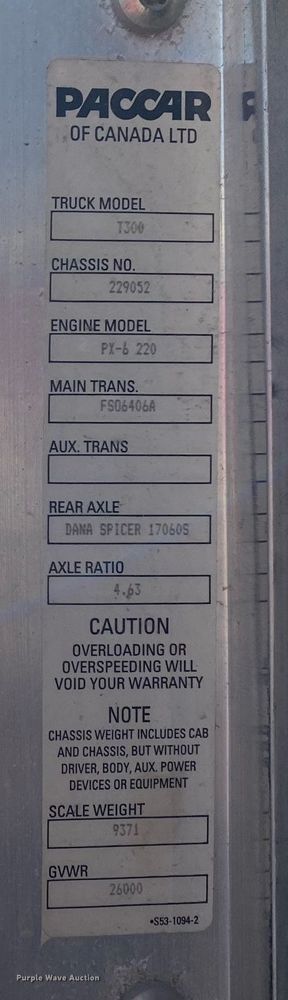 PACCAR
OF CANADA LTD
TRUCK MODEL
T300
CHASSIS NO.
229052
ENGINE MODEL
PX-6 220
MAIN TRANS.
FSO6406A
AUX. TRANS
REAR AXLE
DANA SPICER 17060S
AXLE RATIO
4.63
CAUTION
OVERLOADING OR
OVERSPEEDING WILL
VOID YOUR WARRANTY
NOTE
CHASSIS WEIGHT INCLUDES CAB
AND CHASSIS, BUT WITHOUT
DRIVER, BODY, AUX. POWER
DEVICES OR EQUIPMENT
SCALE WEIGHT
9371
GVWR
26000
•S53-1094-2
Purple Wave Auction